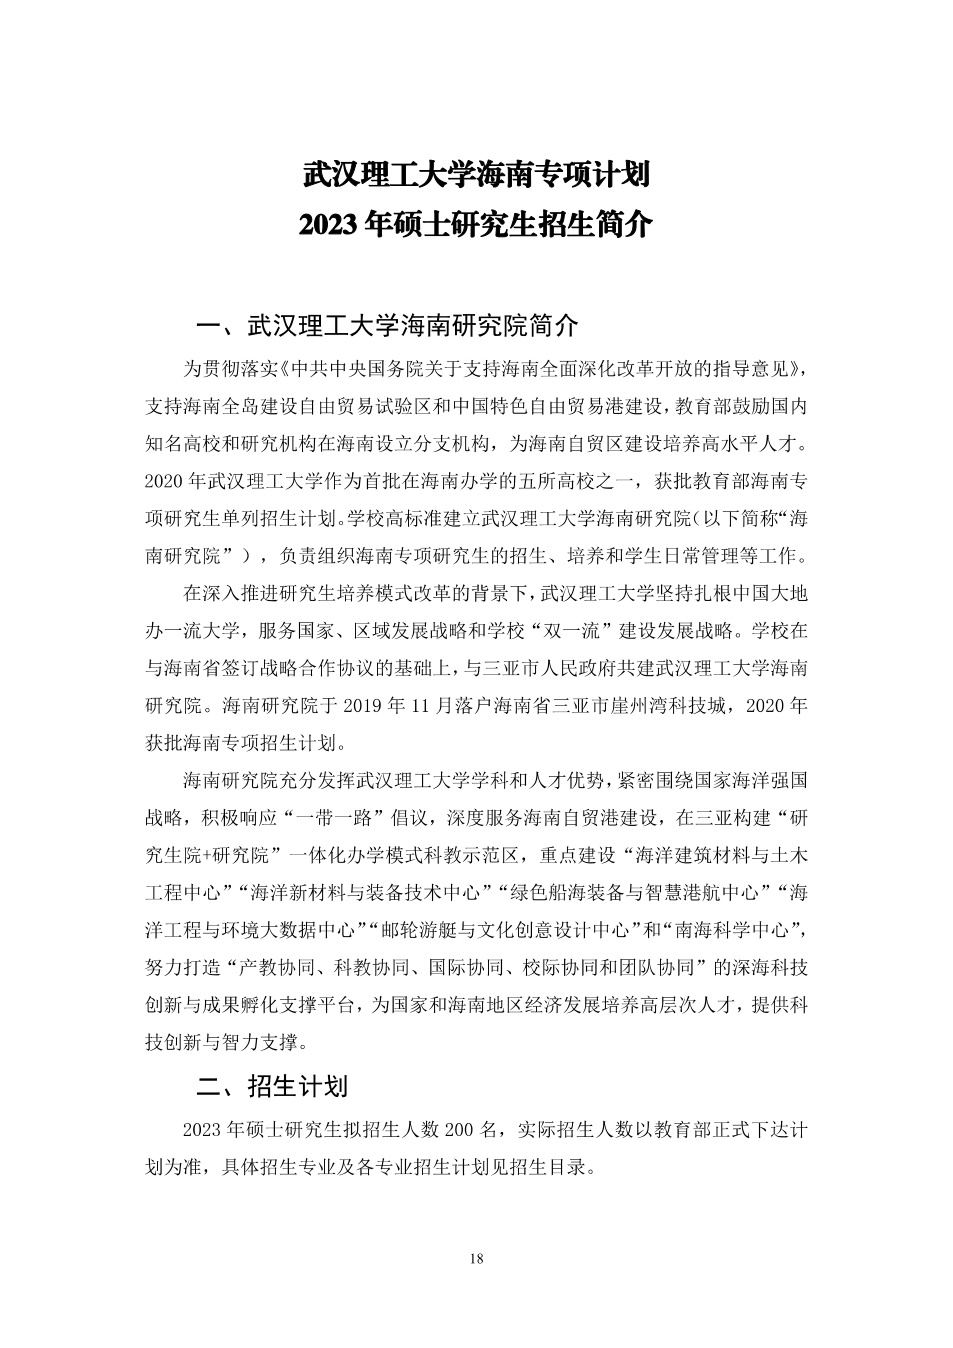 武汉理工大学海南专项计划
2023 年硕士研究生招生简介
一、武汉理工大学海南研究院简介
为贯彻落实《中共中央国务院关于支持海南全面深化改革开放的指导意见》，
支持海南全岛建设自由贸易试验区和中国特色自由贸易港建设，教育部鼓励国内
知名高校和研究机构在海南设立分支机构，为海南自贸区建设培养高水平人才。
2020 年武汉理工大学作为首批在海南办学的五所高校之一，获批教育部海南专
项研究生单列招生计划。学校高标准建立武汉理工大学海南研究院（以下简称“海
南研究院”），负责组织海南专项研究生的招生、培养和学生日常管理等工作。
在深入推进研究生培养模式改革的背景下，武汉理工大学坚持扎根中国大地
办一流大学，服务国家、区域发展战略和学校“双一流”建设发展战略。学校在
与海南省签订战略合作协议的基础上，与三亚市人民政府共建武汉理工大学海南
研究院。海南研究院于 2019 年 11 月落户海南省三亚市崖州湾科技城，2020 年
获批海南专项招生计划。
海南研究院充分发挥武汉理工大学学科和人才优势，紧密围绕国家海洋强国
战略，积极响应“一带一路”倡议，深度服务海南自贸港建设，在三亚构建“研
究生院+研究院”一体化办学模式科教示范区，重点建设“海洋建筑材料与土木
工程中心”“海洋新材料与装备技术中心”“绿色船海装备与智慧港航中心”“海
洋工程与环境大数据中心”“邮轮游艇与文化创意设计中心”和“南海科学中心”，
努力打造“产教协同、科教协同、国际协同、校际协同和团队协同”的深海科技
创新与成果孵化支撑平台，为国家和海南地区经济发展培养高层次人才，提供科
技创新与智力支撑。
二、招生计划
2023 年硕士研究生拟招生人数 200 名，实际招生人数以教育部正式下达计
划为准，具体招生专业及各专业招生计划见招生目录。
18